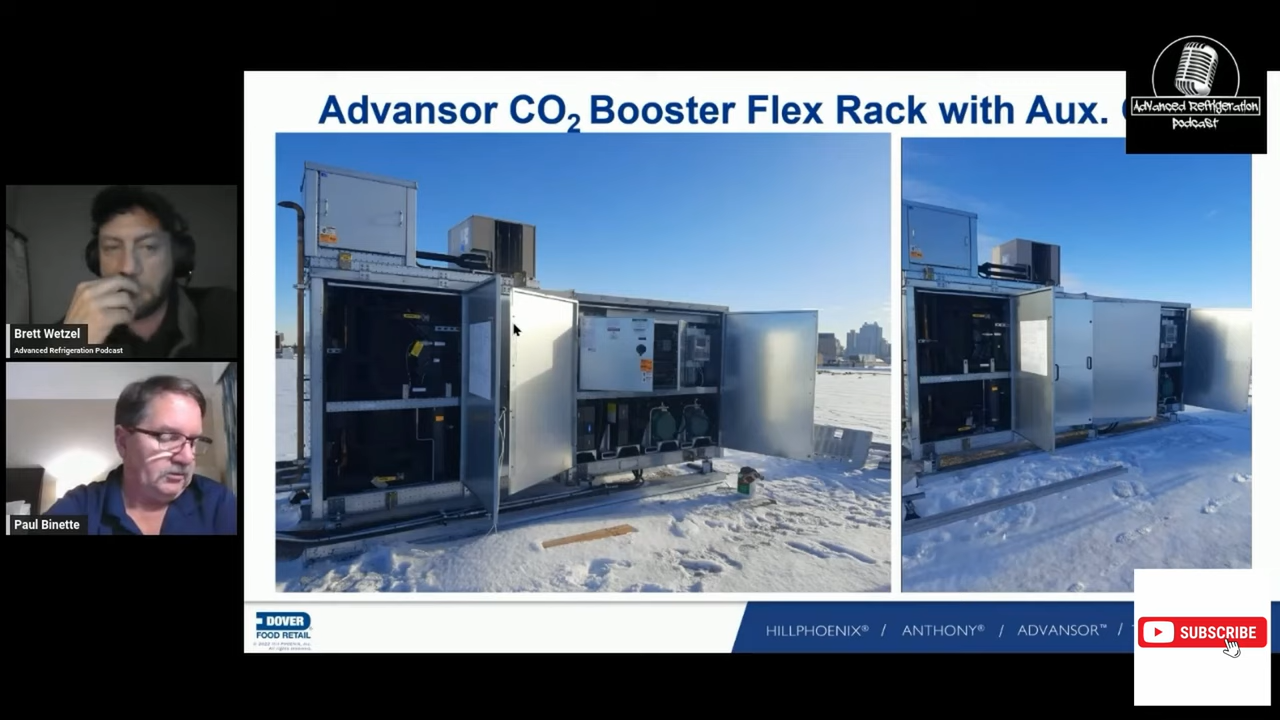 Advansor CO2 Booster Flex Rack with Aux.
Advanced Refrigeration
Podcast
Brett Wetzel
Advanced Refrigeration Podcast
Paul Binette
DOVER
FOOD RETAIL
HILLPHOENIX® / ANTHONY® / ADVANSOR™ /
SUBSCRIBE